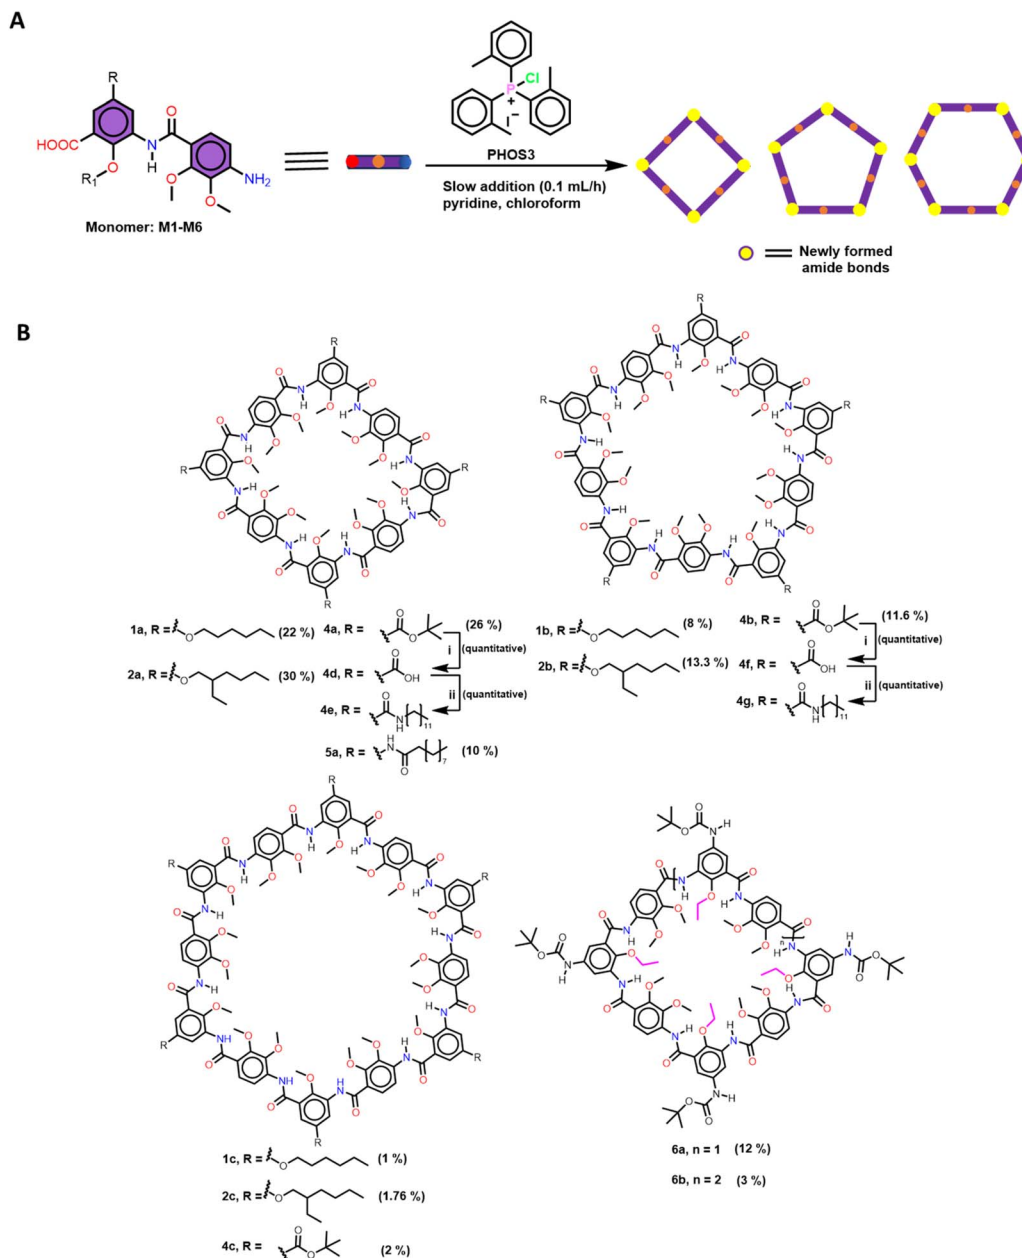 A
R
HOOC
O
N
H
O
R1
O
O
NH2
Monomer: M1-M6
P
+
Cl
I−
PHOS3
Slow addition (0.1 mL/h)
pyridine, chloroform
Newly formed
amide bonds
B
1a, R = O (22 %)
2a, R = O (30 %)
4a, R = O O (26 %)
i (quantitative)
4d, R = O OH
ii (quantitative)
4e, R = O N H 11
5a, R = H N O 7 (10 %)
1b, R = O (8 %)
2b, R = O (13.3 %)
4b, R = O O (11.6 %)
i (quantitative)
4f, R = O OH
ii (quantitative)
4g, R = O N H 11
1c, R = O (1 %)
2c, R = O (1.76 %)
4c, R = O O (2 %)
6a, n = 1 (12 %)
6b, n = 2 (3 %)